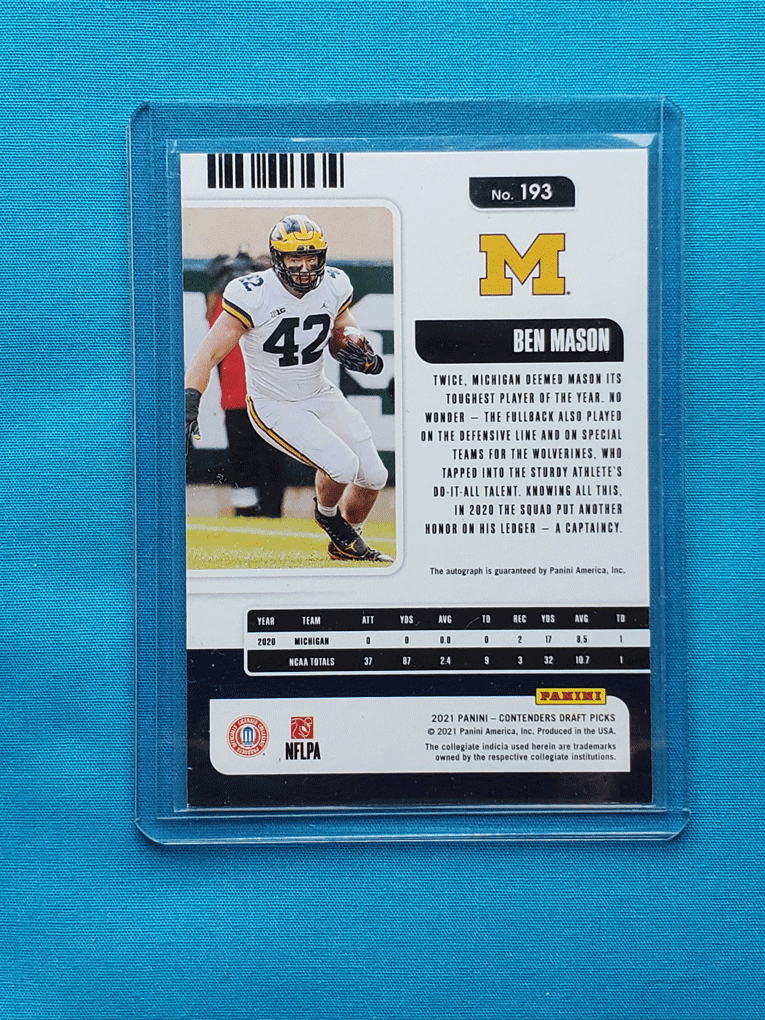 No. 193
M
BEN MASON
42
42
B1G
TWICE, MICHIGAN DEEMED MASON ITS
TOUGHEST PLAYER OF THE YEAR. NO
WONDER – THE FULLBACK ALSO PLAYED
ON THE DEFENSIVE LINE AND ON SPECIAL
TEAMS FOR THE WOLVERINES, WHO
TAPPED INTO THE STURDY ATHLETE'S
DO-IT-ALL TALENT. KNOWING ALL THIS,
IN 2020 THE SQUAD PUT ANOTHER
HONOR ON HIS LEDGER – A CAPTAINCY.
The autograph is guaranteed by Panini America, Inc.
YEAR TEAM ATT YDS AVG TD REC YDS AVG TD
2020 MICHIGAN 0 0 0.0 0 2 17 8.5 1
NCAA TOTALS 37 87 2.4 9 3 32 10.7 1
PANINI
2021 PANINI – CONTENDERS DRAFT PICKS
© 2021 Panini America, Inc. Produced in the USA.
The collegiate indicia used herein are trademarks
owned by the respective collegiate institutions.
OFFICIALLY LICENSED COLLEGIATE PRODUCTS
NFLPA